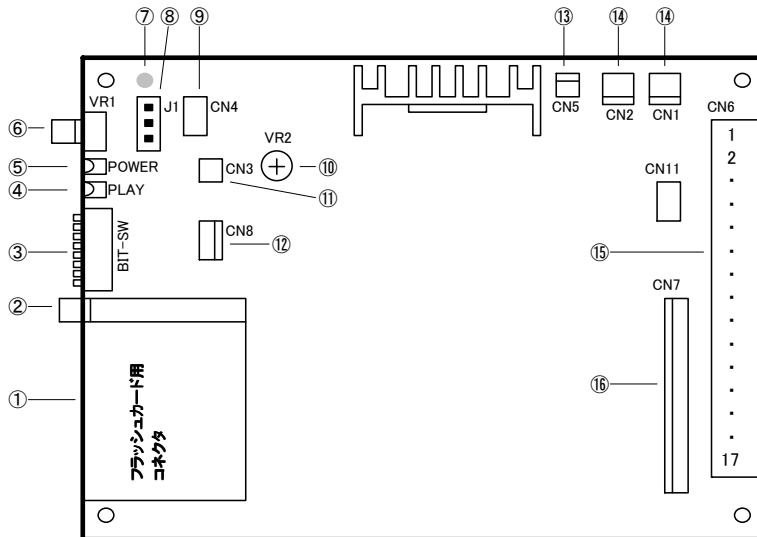 ⑦ ⑧ ⑨ ⑬ ⑭ ⑭
VR1 J1 CN4 CN5 CN2 CN1 CN6
⑥ VR2 1
⑤ POWER CN3 ⑩ 2
④ PLAY ⑪ CN11
③ BIT-SW CN8 ⑫ ⑮
② CN7
① ⑯
フラッシュカード用
コネクタ
17